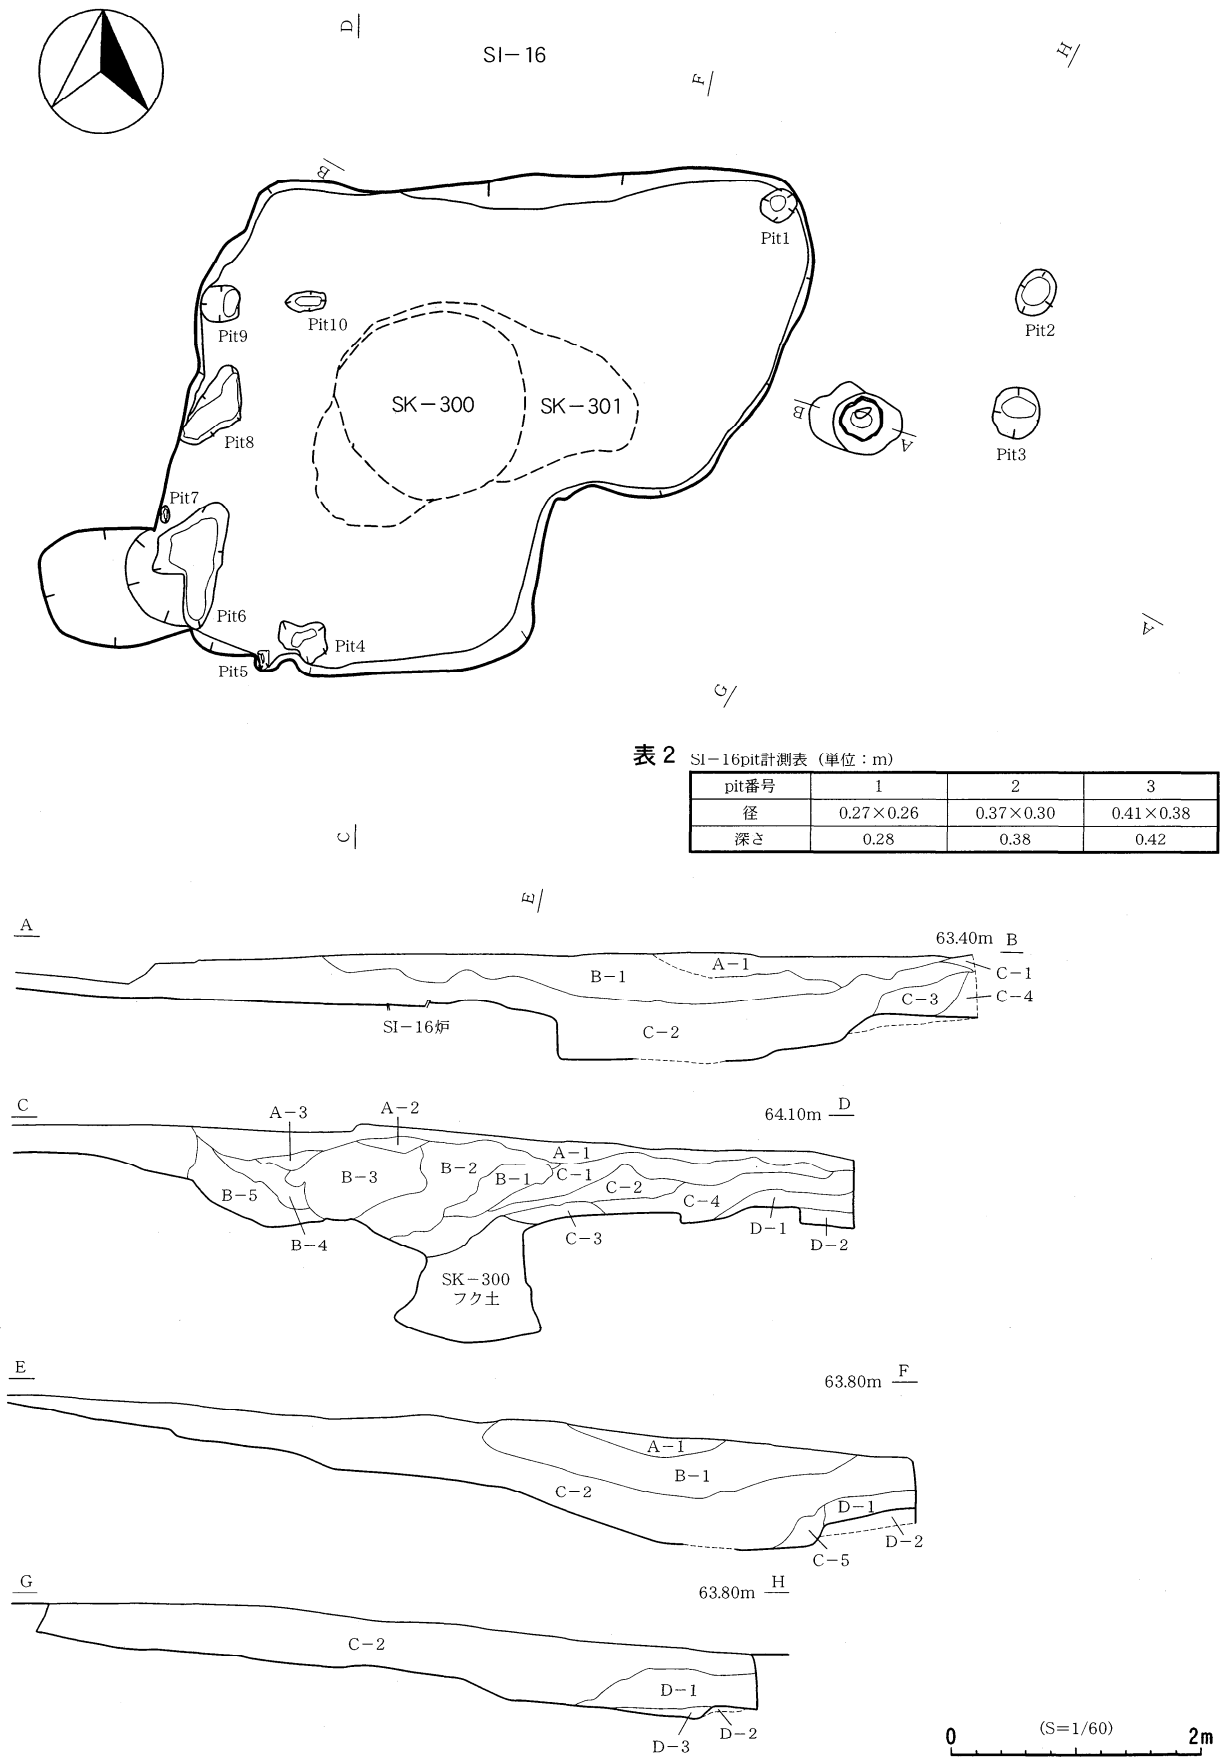 D
SI-16
F
H
B
Pit1
Pit2
Pit9
Pit10
SK-300
SK-301
B
A
Pit8
Pit3
Pit7
Pit6
Pit4
Pit5
A
G
表2 SI-16pit計測表（単位：m）
pit番号 1 2 3
径 0.27×0.26 0.37×0.30 0.41×0.38
深さ 0.28 0.38 0.42
C
E
A
63.40m B
A-1
B-1
C-1
C-3
C-4
SI-16炉
C-2
C
64.10m D
A-3
A-2
A-1
B-3
B-2
B-1
C-1
C-2
B-5
C-4
B-4
C-3
D-1
D-2
SK-300
フク土
E
63.80m F
A-1
B-1
C-2
D-1
D-2
C-5
G
63.80m H
C-2
D-1
D-2
D-3
0 (S=1/60) 2m